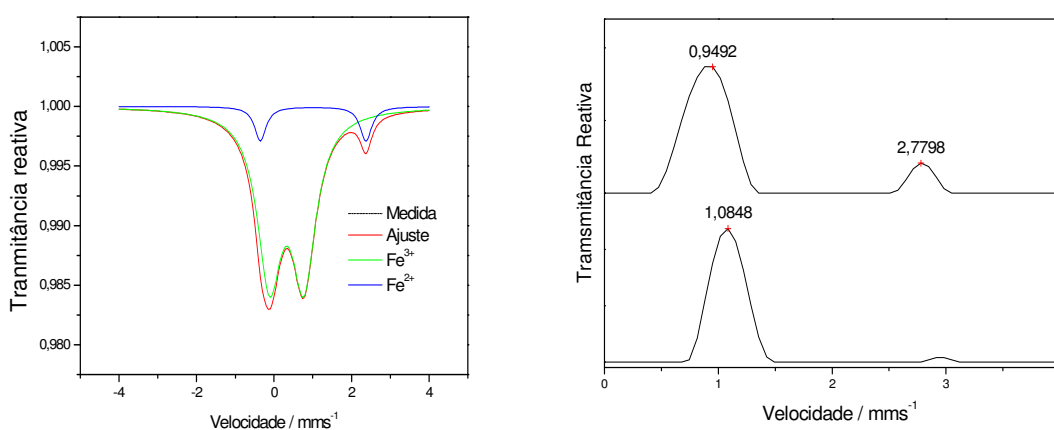 1,005
1,000
0,995
0,990
0,985
0,980
Tranmitância reativa
Medida
Ajuste
Fe³⁺
Fe²⁺
-4 -2 0 2 4
Velocidade / mms⁻¹
Tramsmitância Reativa
0,9492
2,7798
1,0848
0 1 2 3
Velocidade / mms⁻¹